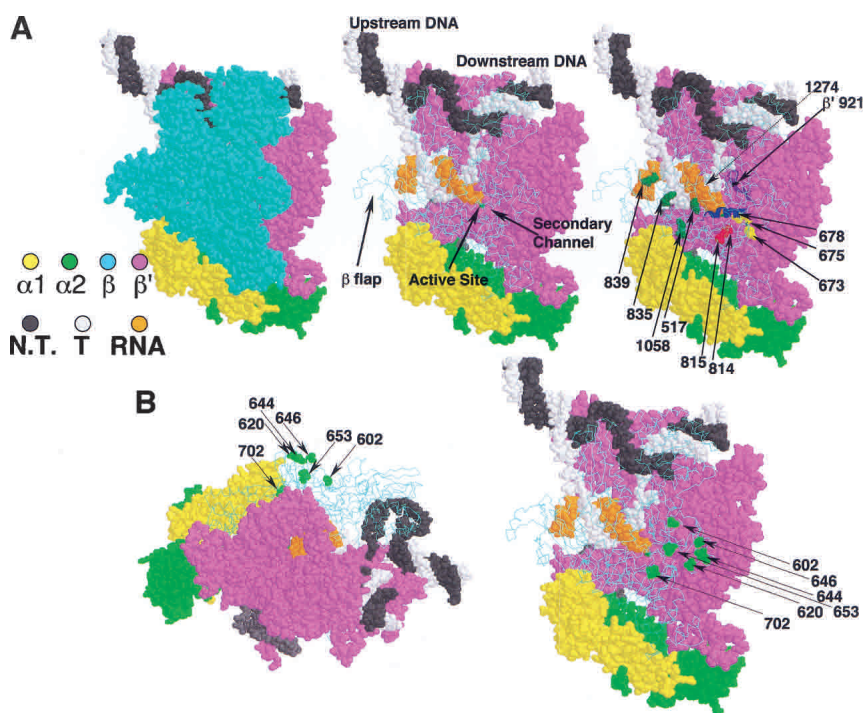 A
Upstream DNA
Downstream DNA
1274
β' 921
α1 α2 β β'
N.T. T RNA
β flap
Active Site
Secondary
Channel
678
675
673
839
835
517
1058
815
814
B
644
646
620
653
602
702
602
646
644
653
620
702